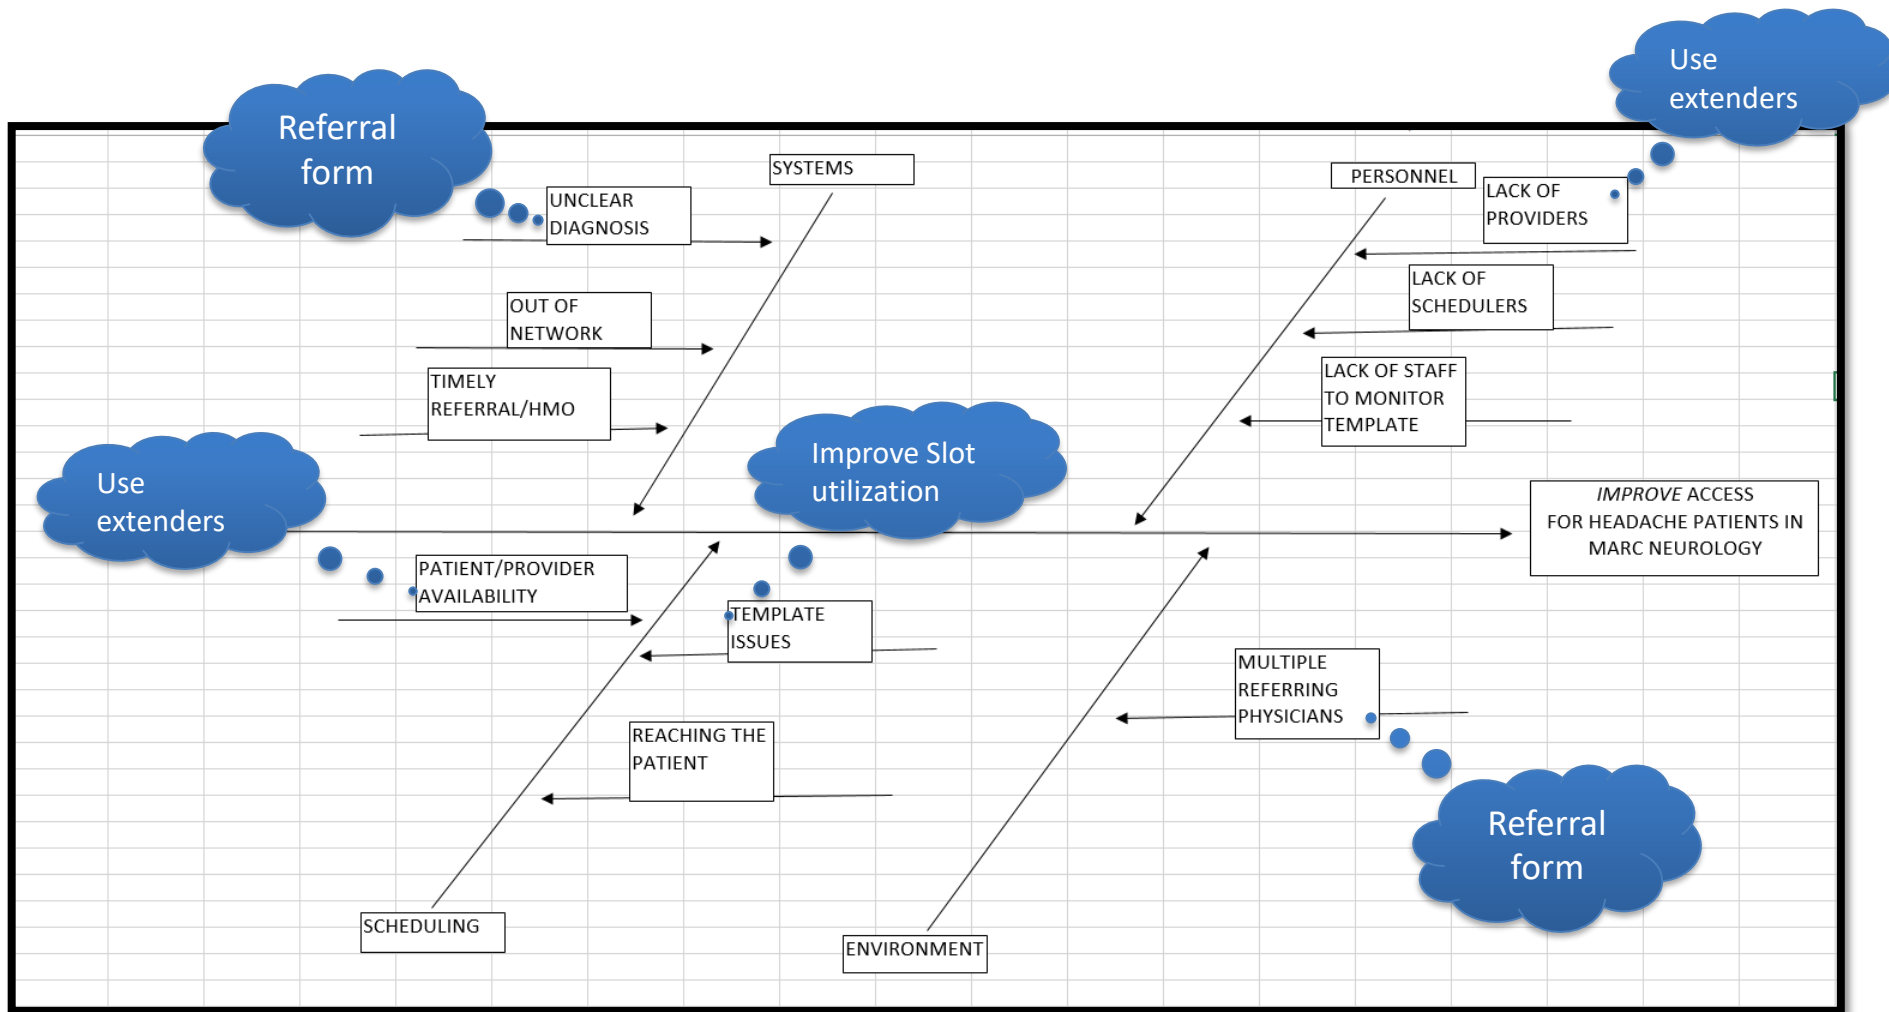 Use
extenders
Referral
form
SYSTEMS
PERSONNEL
UNCLEAR
DIAGNOSIS
LACK OF
PROVIDERS
OUT OF
NETWORK
LACK OF
SCHEDULERS
TIMELY
REFERRAL/HMO
LACK OF STAFF
TO MONITOR
TEMPLATE
Use
extenders
Improve Slot
utilization
IMPROVE ACCESS
FOR HEADACHE PATIENTS IN
MARC NEUROLOGY
PATIENT/PROVIDER
AVAILABILITY
TEMPLATE
ISSUES
MULTIPLE
REFERRING
PHYSICIANS
REACHING THE
PATIENT
Referral
form
SCHEDULING
ENVIRONMENT